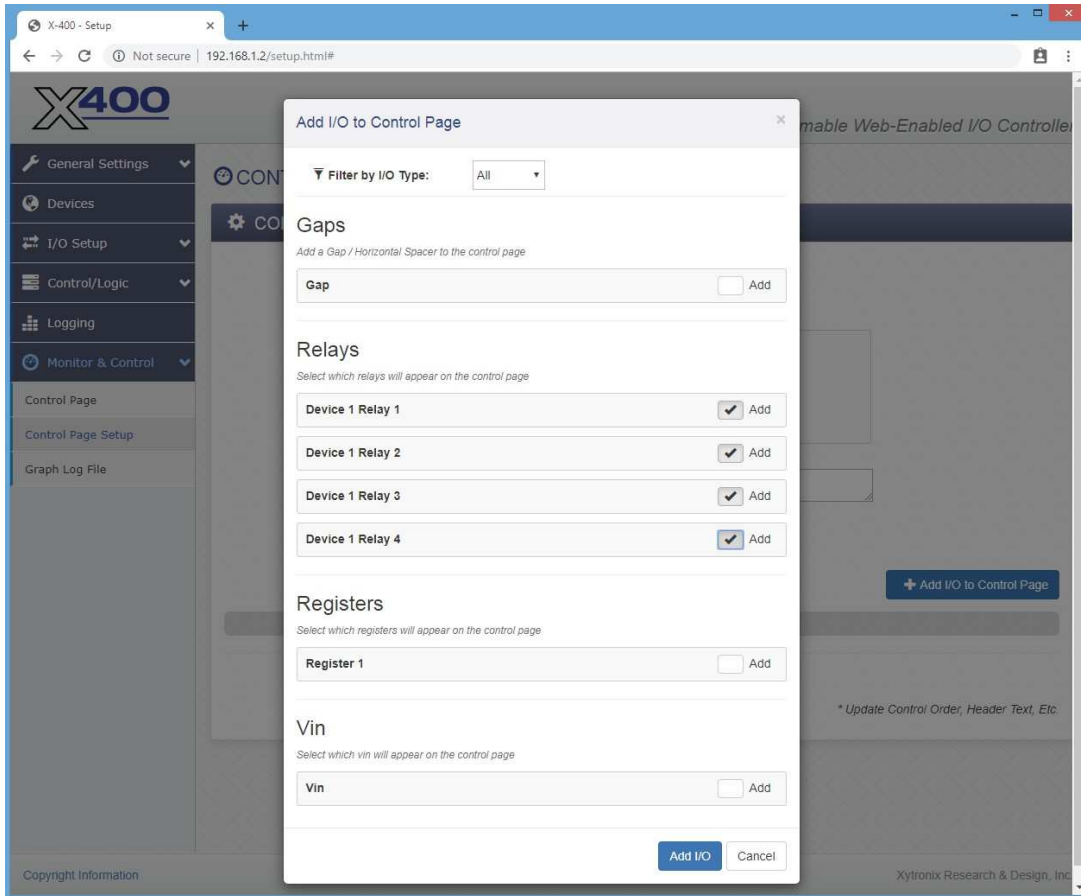 X-400 - Setup
Not secure | 192.168.1.2/setup.html#
X400
mable Web-Enabled I/O Controller
General Settings
Devices
I/O Setup
Control/Logic
Logging
Monitor & Control
Control Page
Control Page Setup
Graph Log File
CON
CO
Add I/O to Control Page
Filter by I/O Type: All
Gaps
Add a Gap / Horizontal Spacer to the control page
Gap Add
Relays
Select which relays will appear on the control page
Device 1 Relay 1 Add
Device 1 Relay 2 Add
Device 1 Relay 3 Add
Device 1 Relay 4 Add
Registers
Select which registers will appear on the control page
Register 1 Add
Vin
Select which vin will appear on the control page
Vin Add
Add I/O Cancel
Add I/O to Control Page
* Update Control Order, Header Text, Etc.
Copyright Information
Xytronix Research & Design, Inc